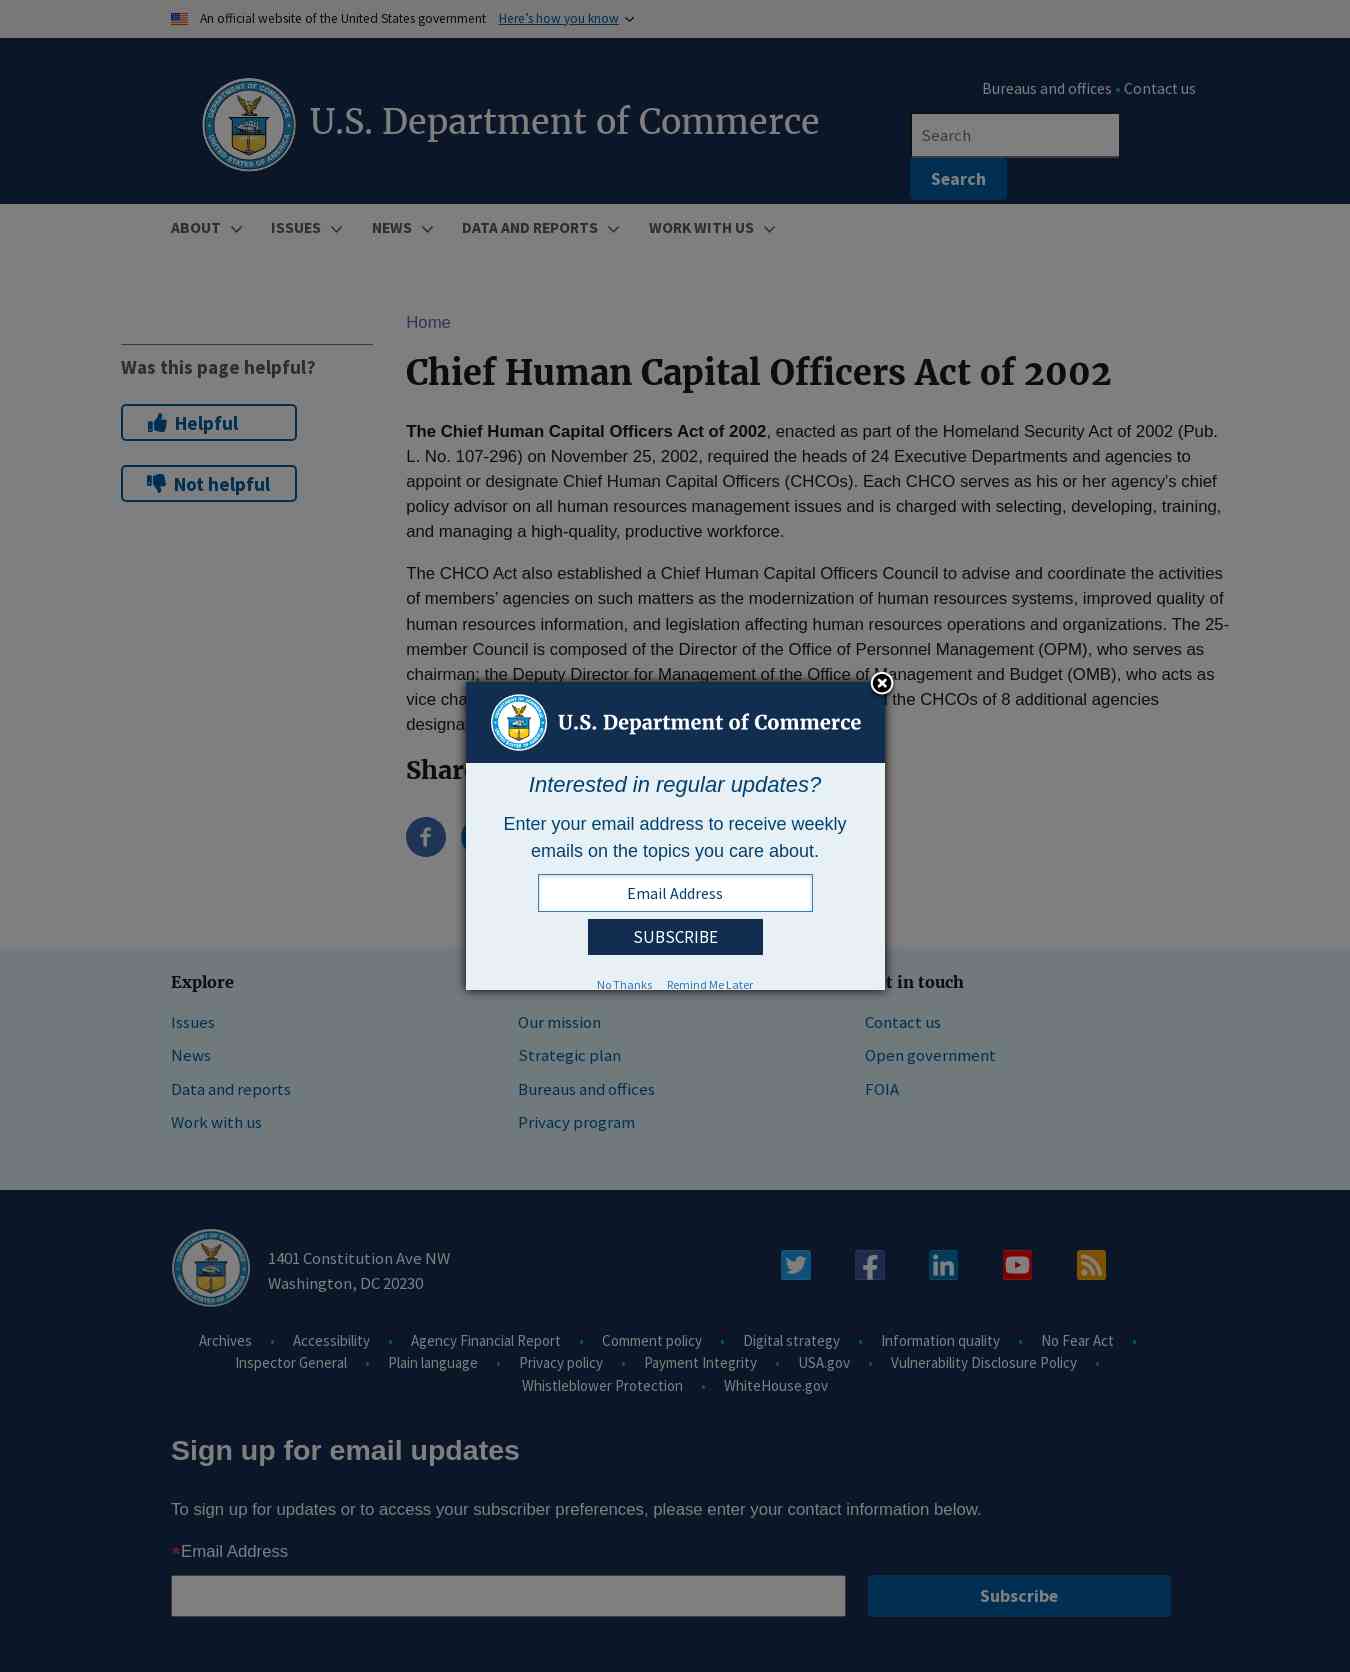 An official website of the United States government Here's how you know
Bureaus and offices • Contact us
U.S. Department of Commerce
Search
Search
ABOUT ISSUES NEWS DATA AND REPORTS WORK WITH US
Home
Was this page helpful?
Helpful
Not helpful
Chief Human Capital Officers Act of 2002
The Chief Human Capital Officers Act of 2002, enacted as part of the Homeland Security Act of 2002 (Pub.
L. No. 107-296) on November 25, 2002, required the heads of 24 Executive Departments and agencies to
appoint or designate Chief Human Capital Officers (CHCOs). Each CHCO serves as his or her agency's chief
policy advisor on all human resources management issues and is charged with selecting, developing, training,
and managing a high-quality, productive workforce.
The CHCO Act also established a Chief Human Capital Officers Council to advise and coordinate the activities
of members’ agencies on such matters as the modernization of human resources systems, improved quality of
human resources information, and legislation affecting human resources operations and organizations. The 25-
member Council is composed of the Director of the Office of Personnel Management (OPM), who serves as
chairman; the Deputy Director for Management of the Office of Management and Budget (OMB), who acts as
vice the CHCOs of 8 additional agencies
U.S. Department of Commerce
Interested in regular updates?
Enter your email address to receive weekly
emails on the topics you care about.
Email Address
SUBSCRIBE
No Thanks Remind Me Later
Explore
Issues
News
Data and reports
Work with us
Our mission
Strategic plan
Bureaus and offices
Privacy program
in touch
Contact us
Open government
FOIA
1401 Constitution Ave NW
Washington, DC 20230
Archives • Accessibility • Agency Financial Report • Comment policy • Digital strategy • Information quality • No Fear Act •
Inspector General • Plain language • Privacy policy • Payment Integrity • USA.gov • Vulnerability Disclosure Policy •
Whistleblower Protection • WhiteHouse.gov
Sign up for email updates
To sign up for updates or to access your subscriber preferences, please enter your contact information below.
*Email Address
Subscribe